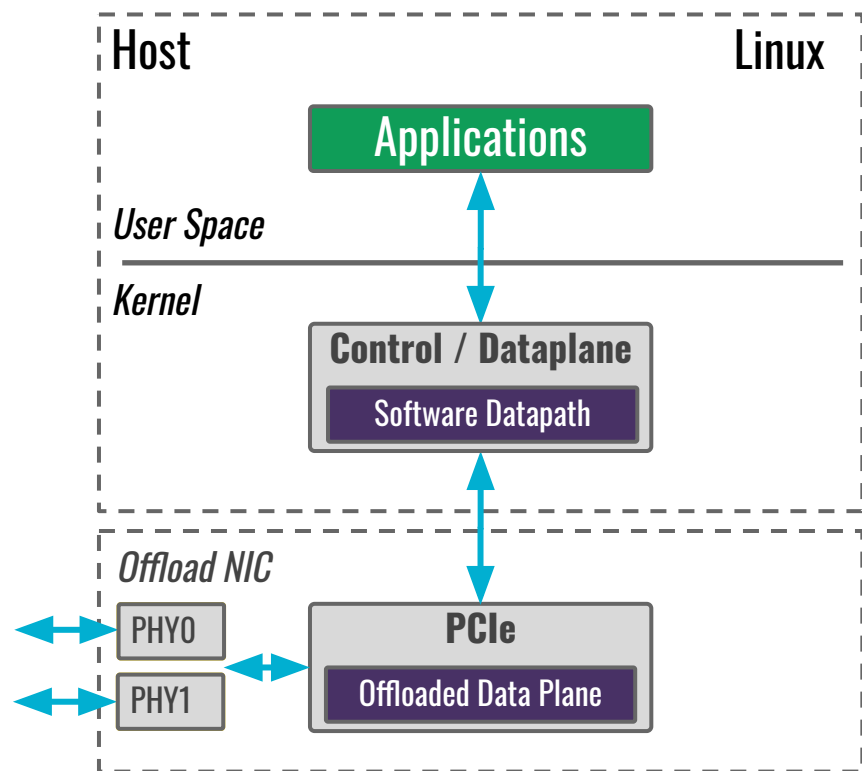 Host
Linux
Applications
User Space
Kernel
Control / Dataplane
Software Datapath
Offload NIC
PHY0
PCIe
PHY1
Offloaded Data Plane